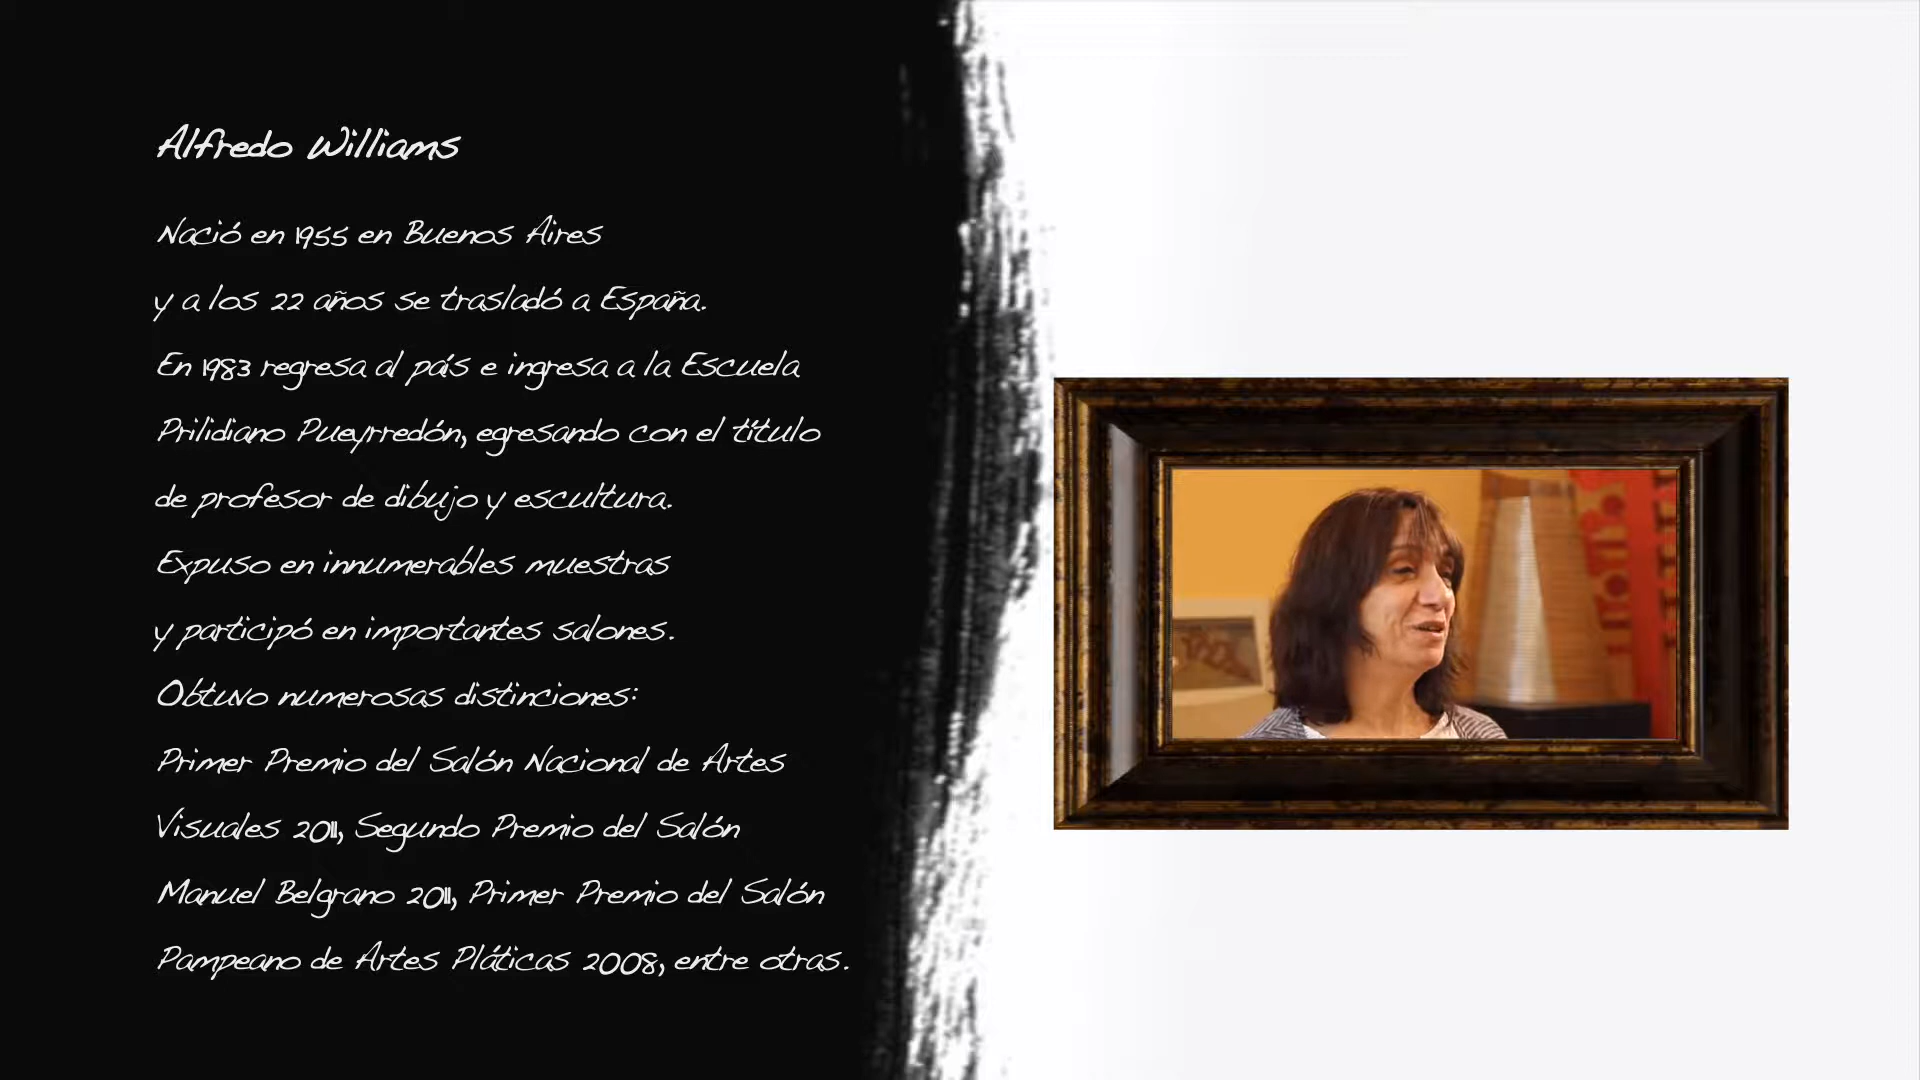 Alfredo Williams
Nació en 1955 en Buenos Aires
y a los 22 años se trasladó a España.
En 1983 regresa al país e ingresa a la Escuela
Prilidiano Pueyrredón, egresando con el título
de profesor de dibujo y escultura.
Expuso en innumerables muestras
y participó en importantes salones.
Obtuvo numerosas distinciones:
Primer Premio del Salón Nacional de Artes
Visuales 2011, Segundo Premio del Salón
Manuel Belgrano 2011, Primer Premio del Salón
Pampeano de Artes Pláticas 2008, entre otras.